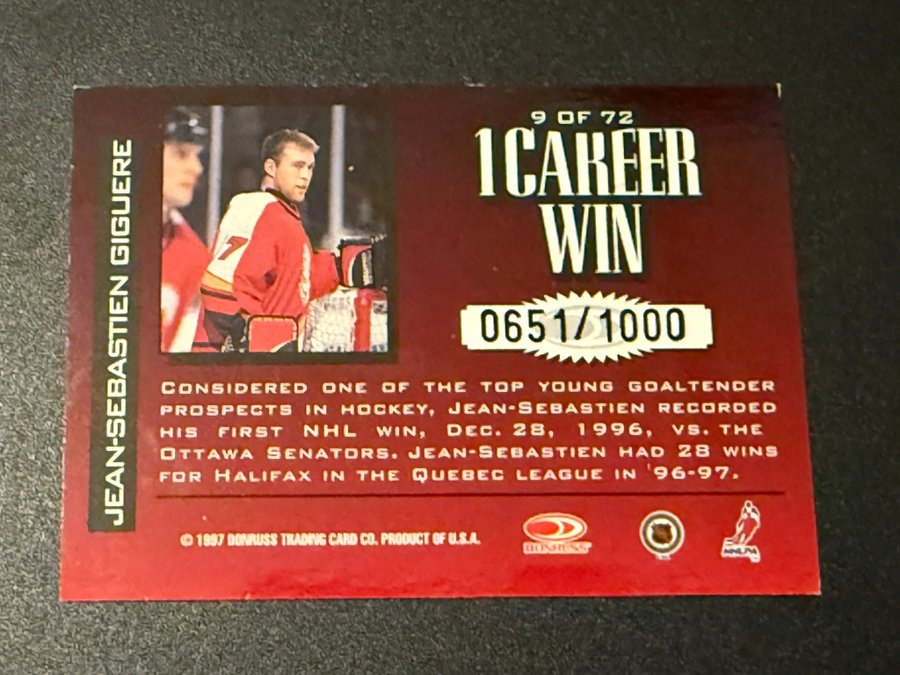 JEAN-SEBASTIEN GIGUERE
7
9 OF 72
1 CAREER
WIN
0651/1000
CONSIDERED ONE OF THE TOP YOUNG GOALTENDER
PROSPECTS IN HOCKEY, JEAN-SEBASTIEN RECORDED
HIS FIRST NHL WIN, DEC. 28, 1996, VS. THE
OTTAWA SENATORS. JEAN-SEBASTIEN HAD 28 WINS
FOR HALIFAX IN THE QUEBEC LEAGUE IN '96-97.
© 1997 DONRUSS TRADING CARD CO. PRODUCT OF U.S.A.
DONRUSS
NHLPA